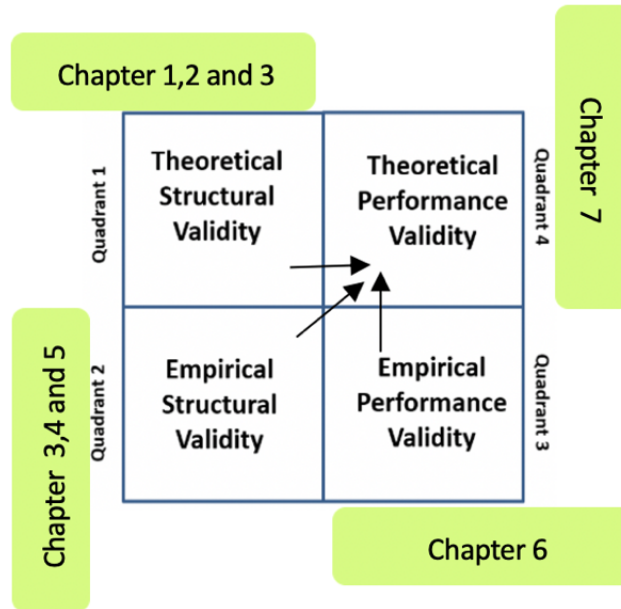 Chapter 1,2 and 3
Chapter 7
Quadrant 1
Theoretical
Structural
Validity
Theoretical
Performance
Validity
Quadrant 4
Chapter 3,4 and 5
Quadrant 2
Empirical
Structural
Validity
Empirical
Performance
Validity
Quadrant 3
Chapter 6